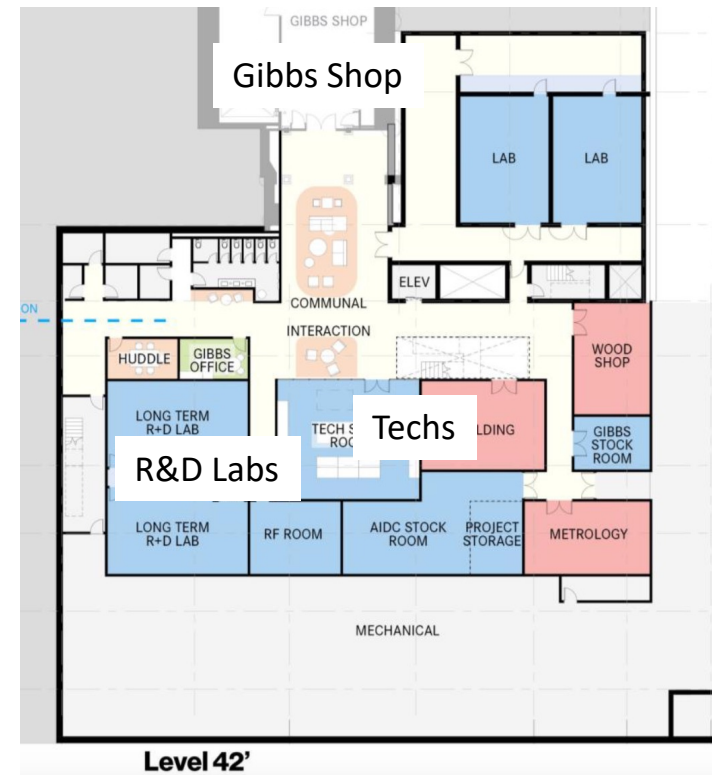 GIBBS SHOP
Gibbs Shop
LAB
LAB
ELEV
ON
COMMUNAL
INTERACTION
HUDDLE
GIBBS
OFFICE
WOOD
SHOP
LONG TERM
R+D LAB
TECH
Techs
LDING
GIBBS
STOCK
ROOM
R&D Labs
LONG TERM
R+D LAB
RF ROOM
AIDC STOCK
ROOM
PROJECT
STORAGE
METROLOGY
MECHANICAL
Level 42'